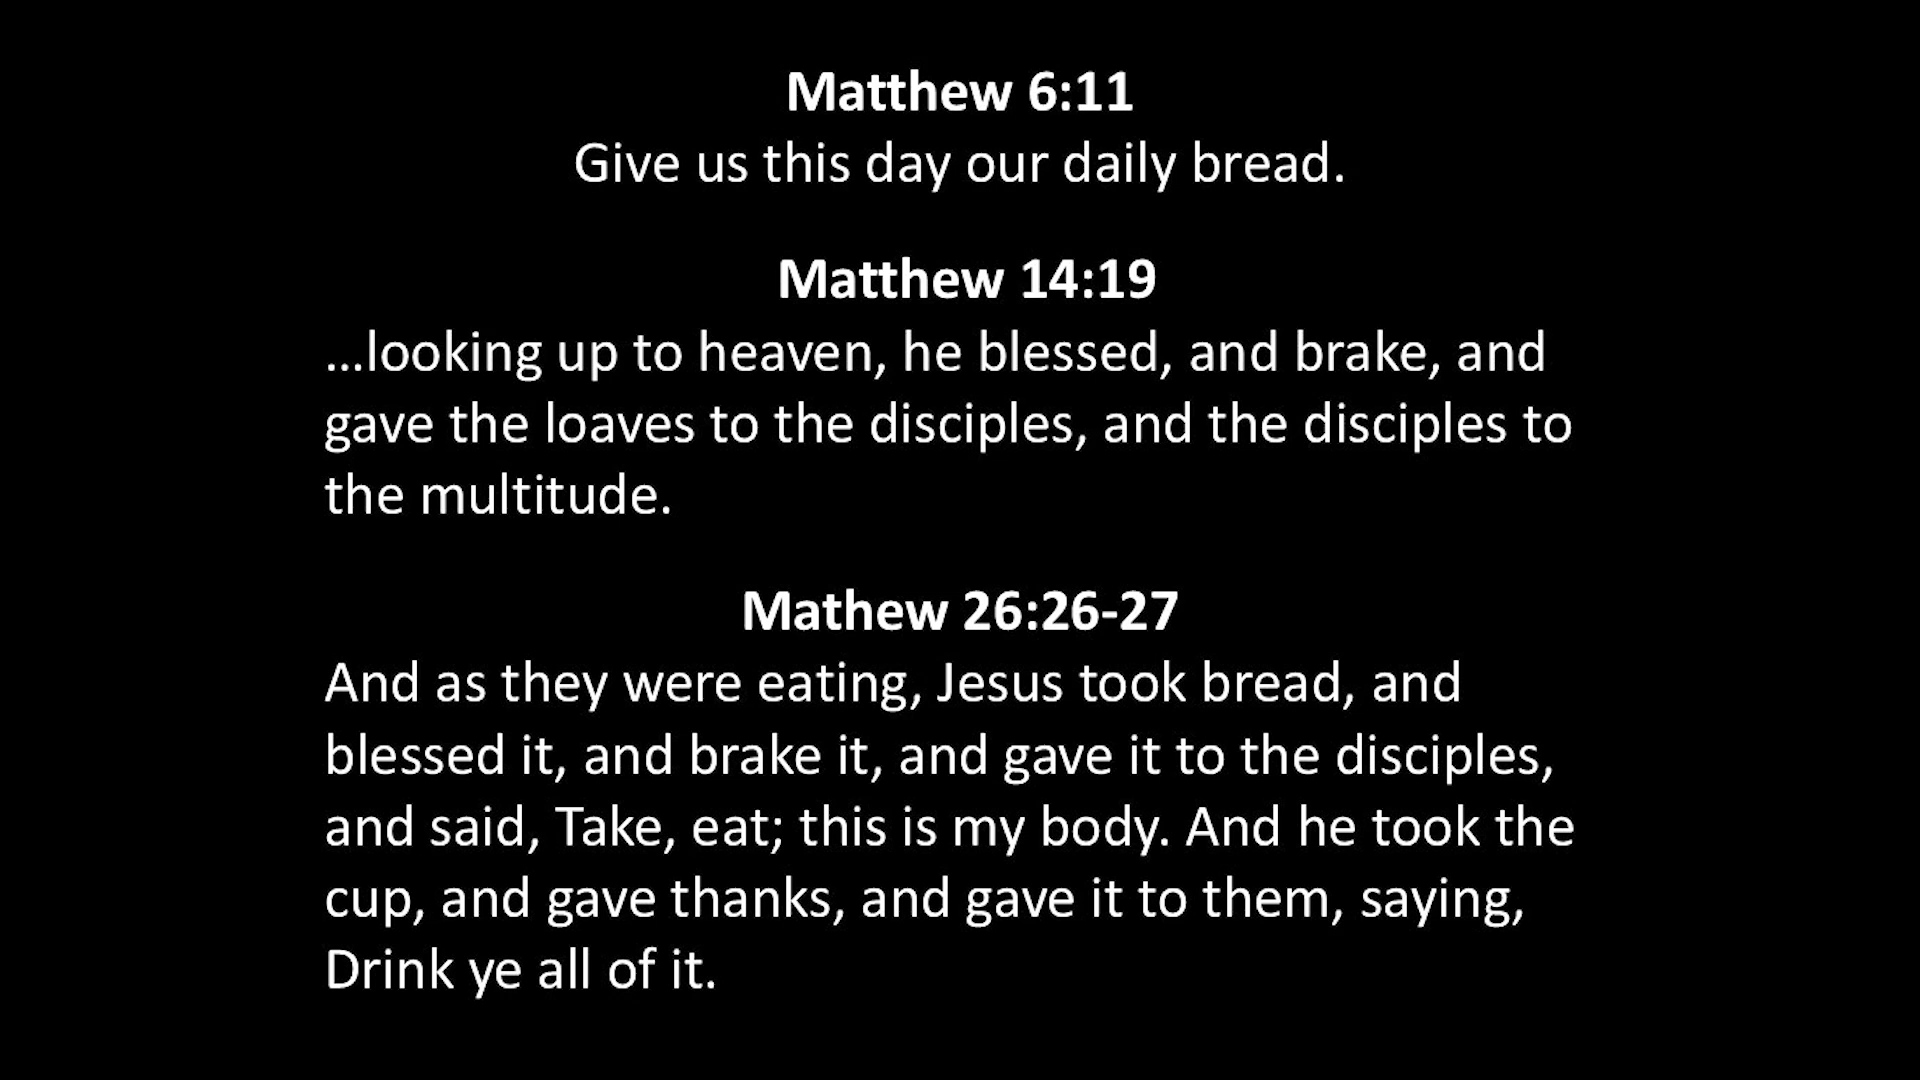 Matthew 6:11
Give us this day our daily bread.
Matthew 14:19
…looking up to heaven, he blessed, and brake, and
gave the loaves to the disciples, and the disciples to
the multitude.
Mathew 26:26-27
And as they were eating, Jesus took bread, and
blessed it, and brake it, and gave it to the disciples,
and said, Take, eat; this is my body. And he took the
cup, and gave thanks, and gave it to them, saying,
Drink ye all of it.